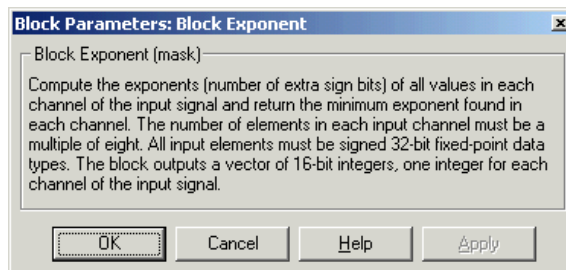 Block Parameters: Block Exponent
Block Exponent (mask)
Compute the exponents (number of extra sign bits) of all values in each
channel of the input signal and return the minimum exponent found in
each channel. The number of elements in each input channel must be a
multiple of eight. All input elements must be signed 32-bit fixed-point data
types. The block outputs a vector of 16-bit integers, one integer for each
channel of the input signal.
OK Cancel Help Apply